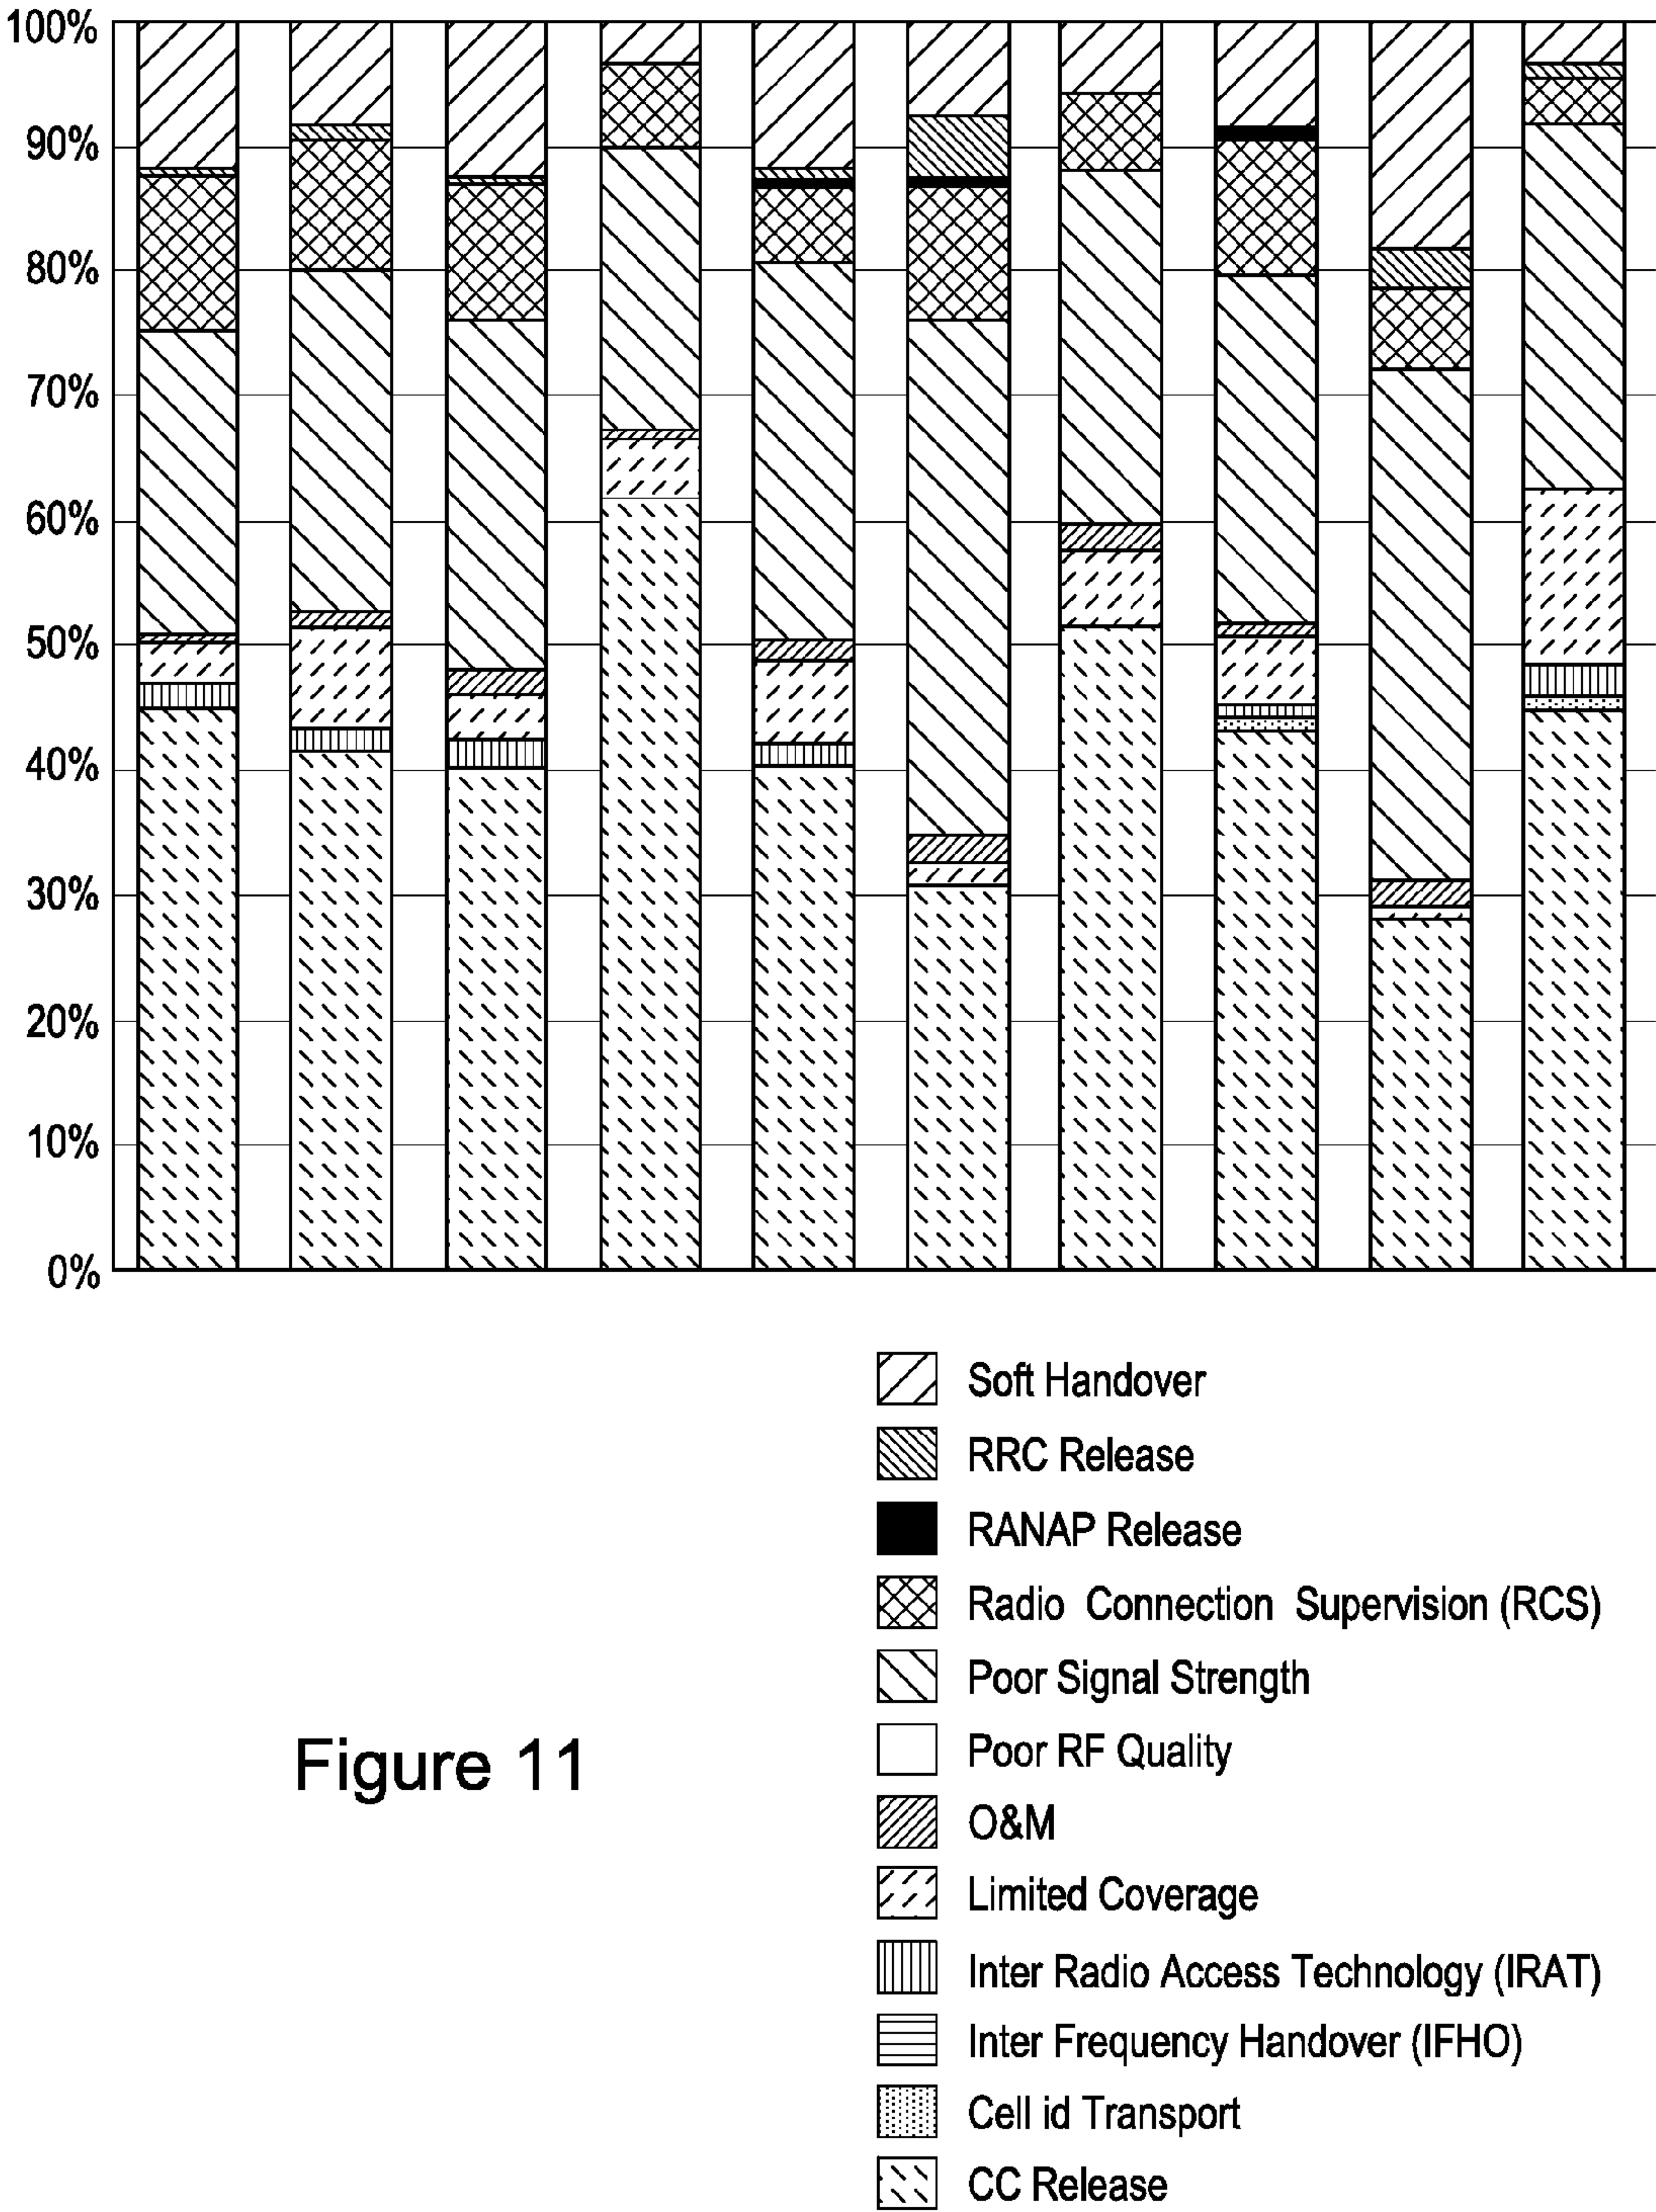 100%
90%
80%
70%
60%
50%
40%
30%
20%
10%
0%
Soft Handover
RRC Release
RANAP Release
Radio Connection Supervision (RCS)
Poor Signal Strength
Poor RF Quality
O&M
Limited Coverage
Inter Radio Access Technology (IRAT)
Inter Frequency Handover (IFHO)
Cell id Transport
CC Release
Figure 11